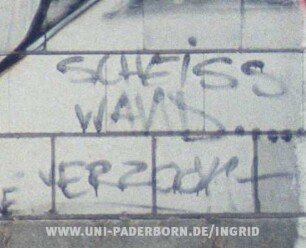 SCHEISS
WAND....
VERZOCKT
WWW.UNI-PADERBORN.DE/INGRID